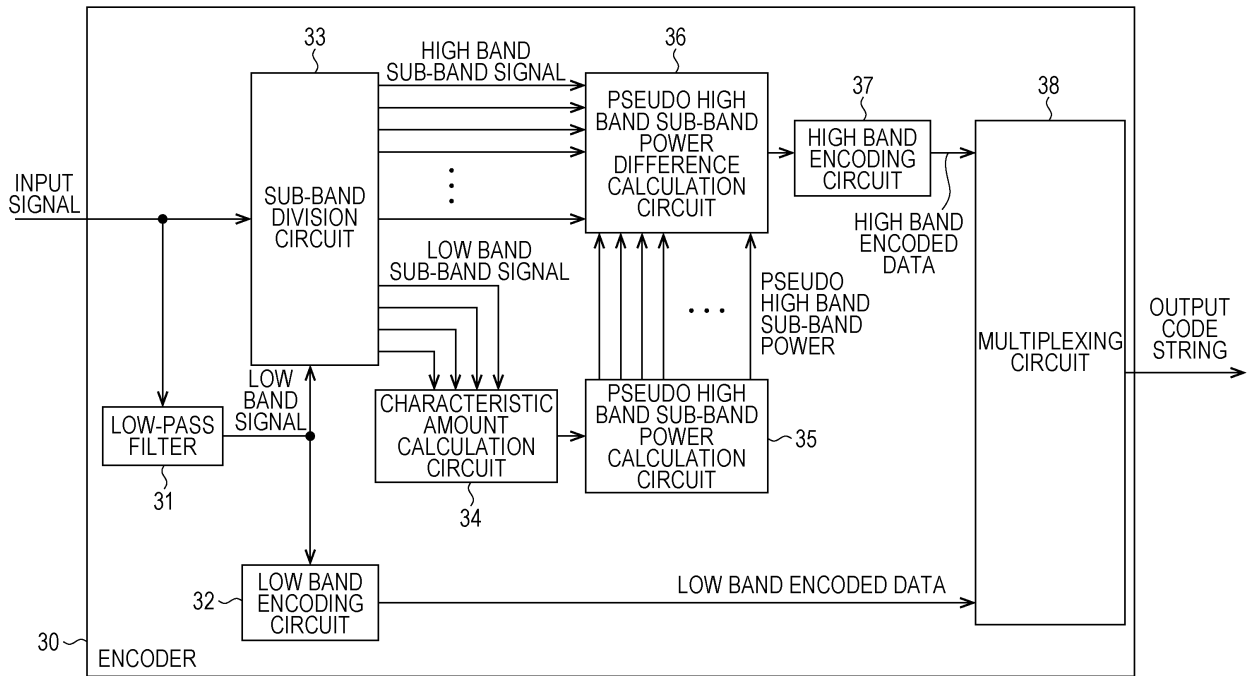 33
HIGH BAND
SUB-BAND SIGNAL
36
37
38
PSEUDO HIGH
BAND SUB-BAND
POWER
DIFFERENCE
CALCULATION
CIRCUIT
HIGH BAND
ENCODING
CIRCUIT
INPUT
SIGNAL
SUB-BAND
DIVISION
CIRCUIT
HIGH BAND
ENCODED
DATA
LOW BAND
SUB-BAND SIGNAL
PSEUDO
HIGH BAND
SUB-BAND
POWER
OUTPUT
CODE
STRING
MULTIPLEXING
CIRCUIT
LOW
BAND
SIGNAL
LOW-PASS
FILTER
31
CHARACTERISTIC
AMOUNT
CALCULATION
CIRCUIT
34
PSEUDO HIGH
BAND SUB-BAND
POWER
CALCULATION
CIRCUIT
35
32
LOW BAND
ENCODING
CIRCUIT
LOW BAND ENCODED DATA
30
ENCODER